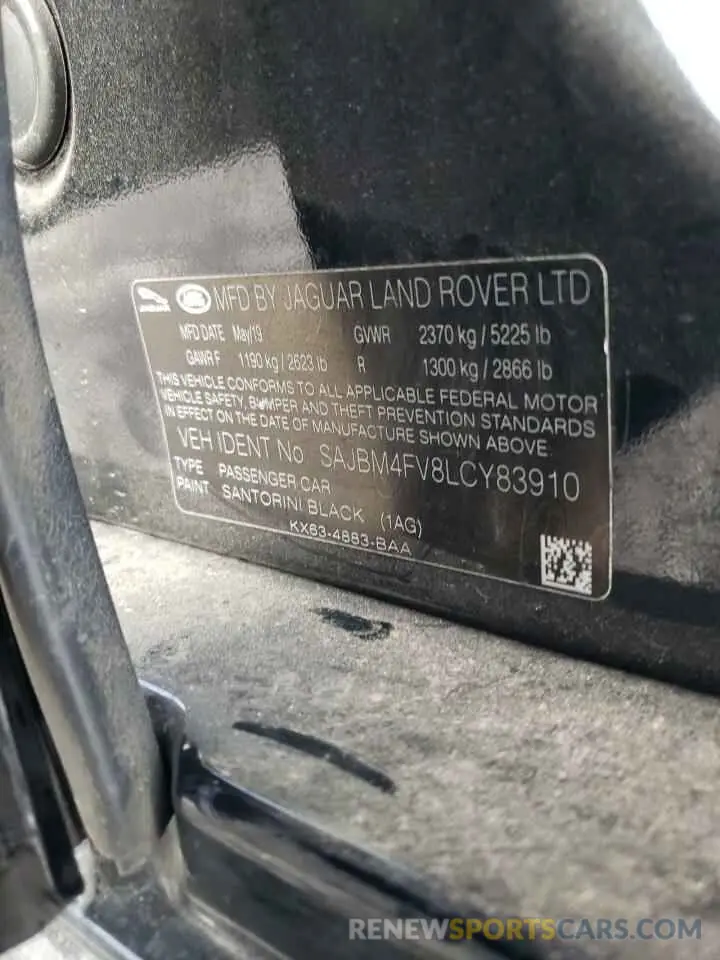 JAGUAR MFD BY JAGUAR LAND ROVER LTD
MFD DATE May/19 GVWR 2370 kg / 5225 lb
GAWR F 1190 kg / 2623 lb R 1300 kg / 2866 lb
THIS VEHICLE CONFORMS TO ALL APPLICABLE FEDERAL MOTOR
VEHICLE SAFETY, BUMPER AND THEFT PREVENTION STANDARDS
IN EFFECT ON THE DATE OF MANUFACTURE SHOWN ABOVE
VEH IDENT No SAJBM4FV8LCY83910
TYPE PASSENGER CAR
PAINT SANTORINI BLACK (1AG)
KX63-4883-BAA
RENEWSPORTSCARS.COM